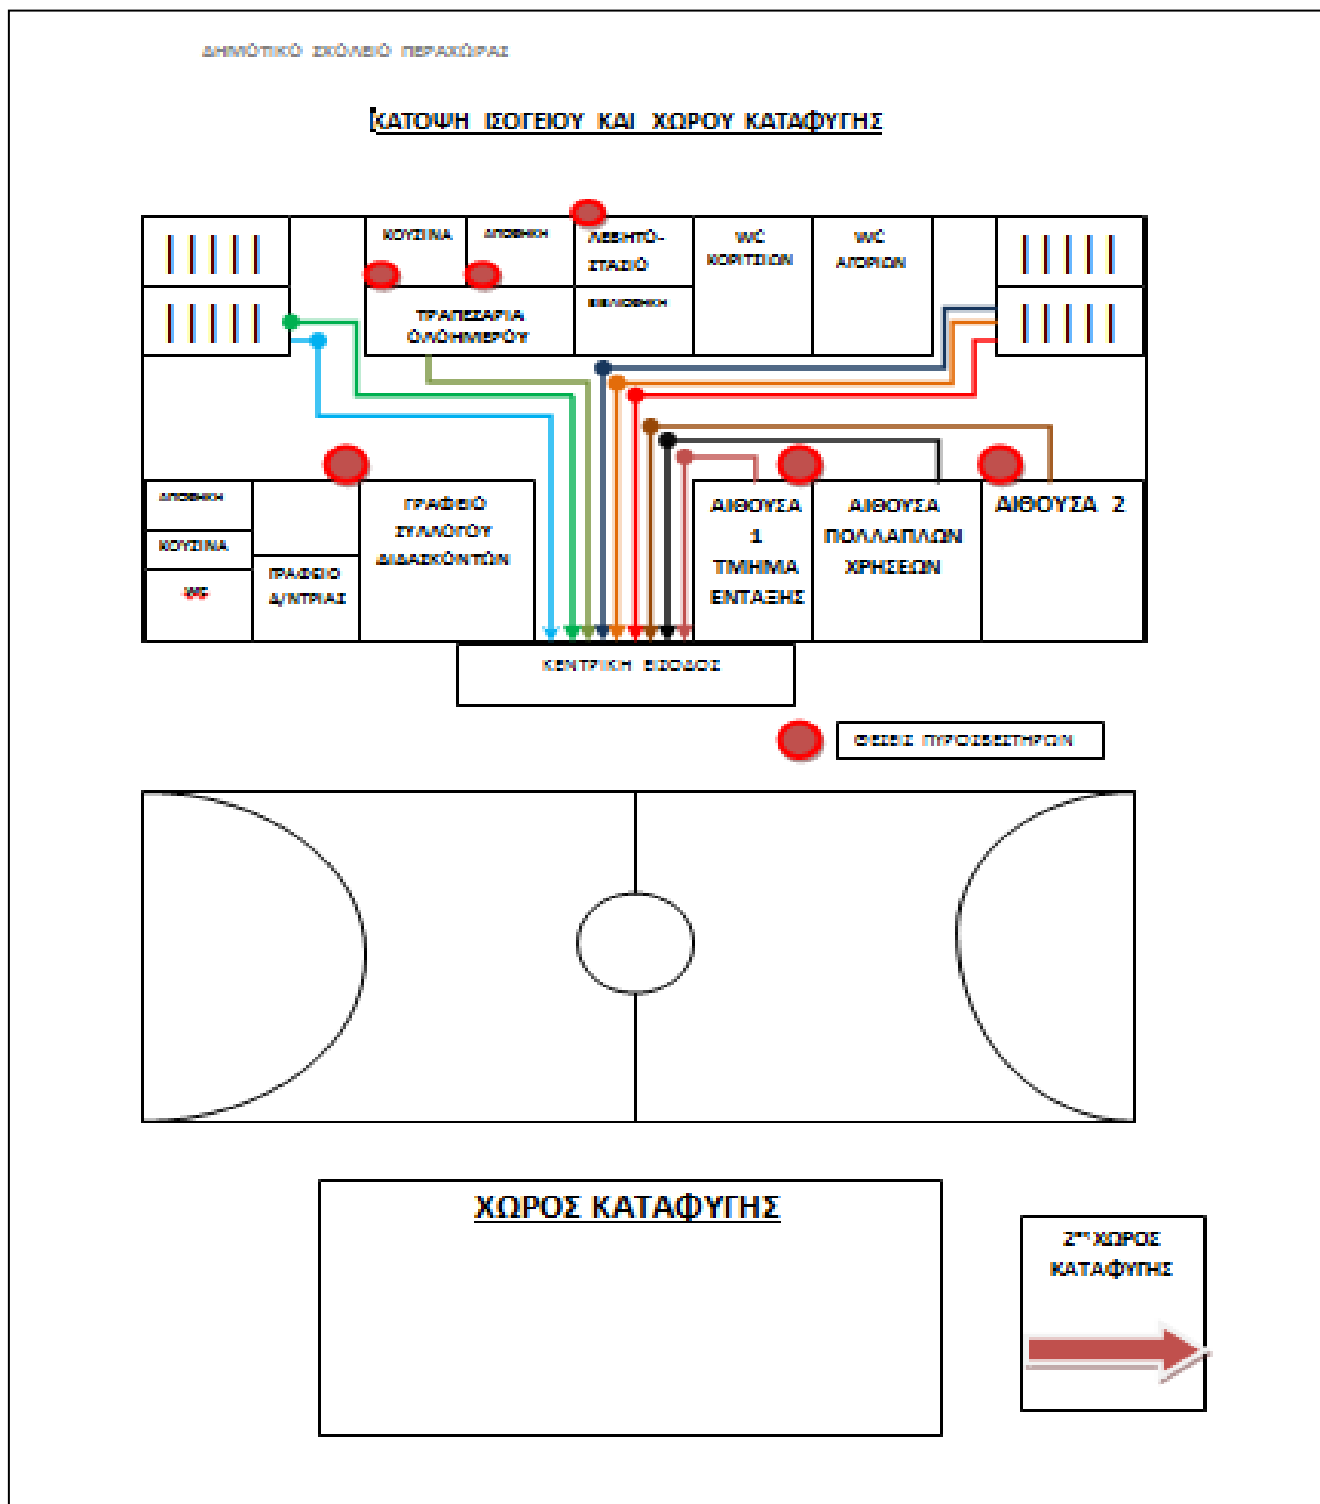 ΔΗΜΟΤΙΚΟ ΣΧΟΛΕΙΟ ΠΕΡΑΧΩΡΑΣ
ΚΑΤΟΨΗ ΙΣΟΓΕΙΟΥ ΚΑΙ ΧΩΡΟΥ ΚΑΤΑΦΥΓΗΣ
ΚΟΥΖΙΝΑ
ΑΠΟΘΗΚΗ
ΛΕΒΗΤΟ-
ΣΤΑΣΙΟ
WC
ΚΟΡΙΤΣΙΩΝ
WC
ΑΓΟΡΙΩΝ
ΤΡΑΠΕΖΑΡΙΑ
ΟΛΟΗΜΕΡΟΥ
ΒΙΒΛΙΟΘΗΚΗ
ΑΠΟΘΗΚΗ
ΚΟΥΖΙΝΑ
WC
ΓΡΑΦΕΙΟ
Δ/ΝΤΡΙΑΣ
ΓΡΑΦΕΙΟ
ΣΥΛΛΟΓΟΥ
ΔΙΔΑΣΚΟΝΤΩΝ
ΑΙΘΟΥΣΑ
1
ΤΜΗΜΑ
ΕΝΤΑΞΗΣ
ΑΙΘΟΥΣΑ
ΠΟΛΛΑΠΛΩΝ
ΧΡΗΣΕΩΝ
ΑΙΘΟΥΣΑ 2
ΚΕΝΤΡΙΚΗ ΕΙΣΟΔΟΣ
ΘΕΣΕΙΣ ΠΥΡΟΣΒΕΣΤΗΡΩΝ
ΧΩΡΟΣ ΚΑΤΑΦΥΓΗΣ
2ος ΧΩΡΟΣ
ΚΑΤΑΦΥΓΗΣ